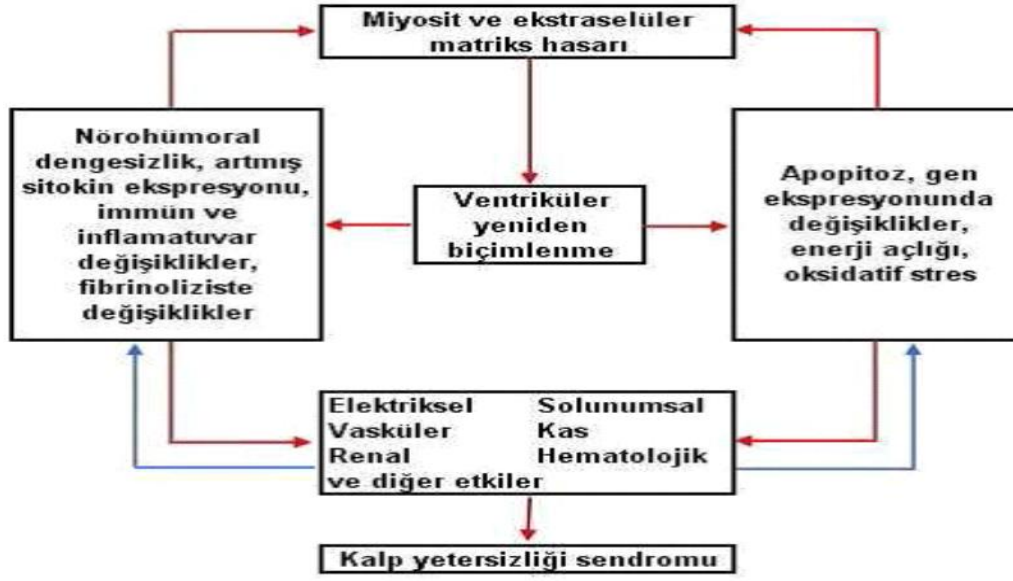 Miyosit ve ekstraselüler
matriks hasarı
Nörohümoral
dengesizlik, artmış
sitokin ekspresyonu,
immün ve
inflamatuvar
değişiklikler,
fibrinoliziste
değişiklikler
Ventriküler
yeniden
biçimlenme
Apopitoz, gen
ekspresyonunda
değişiklikler,
enerji açlığı,
oksidatif stres
Elektriksel Solunumsal
Vasküler Kas
Renal Hematolojik
ve diğer etkiler
Kalp yetersizliği sendromu